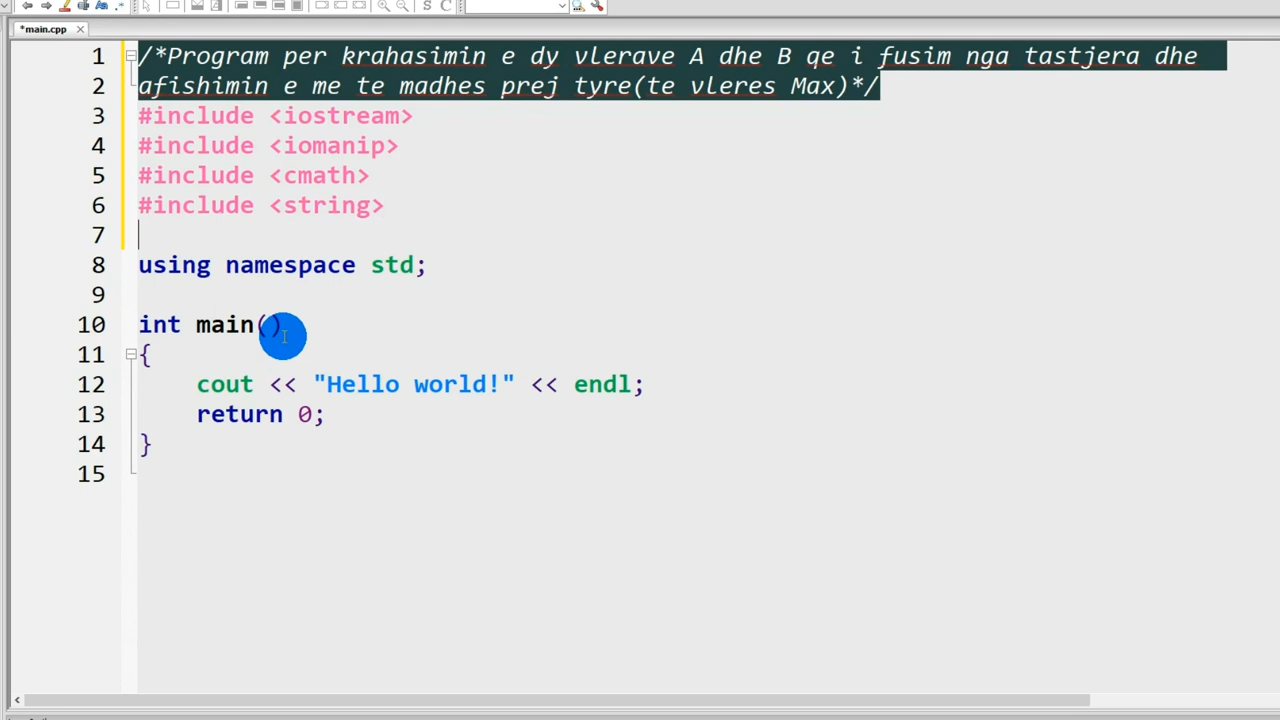 *main.cpp
1 /*Program per krahasimin e dy vlerave A dhe B qe i fusim nga tastjera dhe
2 afishimin e me te madhes prej tyre(te vleres Max)*/
3 #include <iostream>
4 #include <iomanip>
5 #include <cmath>
6 #include <string>
7
8 using namespace std;
9
10 int main()
11 {
12 cout << "Hello world!" << endl;
13 return 0;
14 }
15